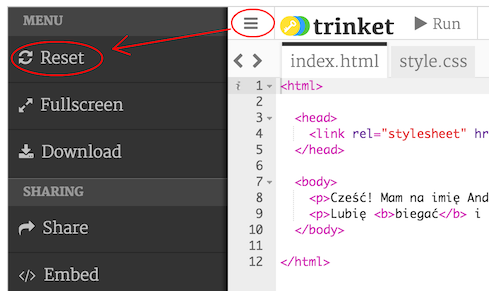 MENU
Reset
Fullscreen
Download
SHARING
Share
</> Embed
trinket
Run
index.html
style.css
i 1 <html>
2
3 <head>
4 <link rel="stylesheet" hr
5 </head>
6
7 <body>
8 <p>Cześć! Mam na imię And
9 <p>Lubię <b>biegać</b> i
10 </body>
11
12 </html>